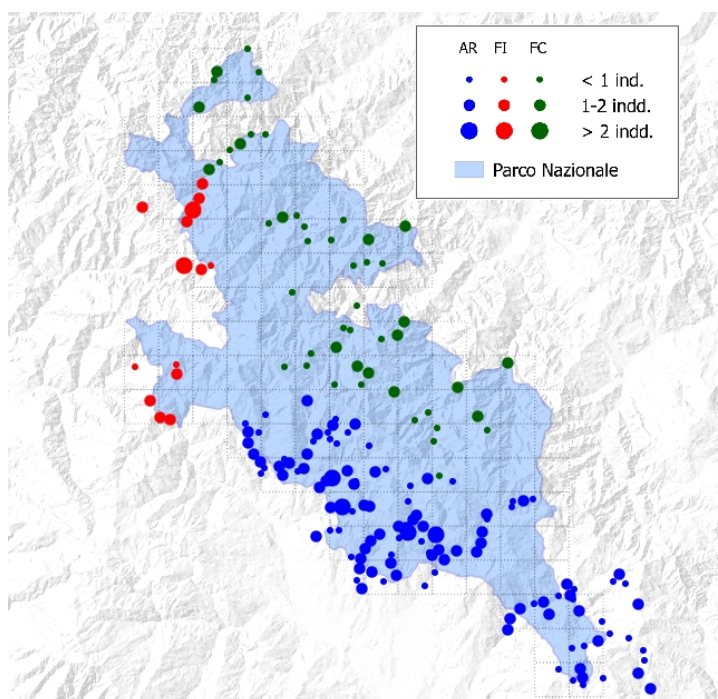 AR FI FC
< 1 ind.
1-2 indd.
> 2 indd.
Parco Nazionale